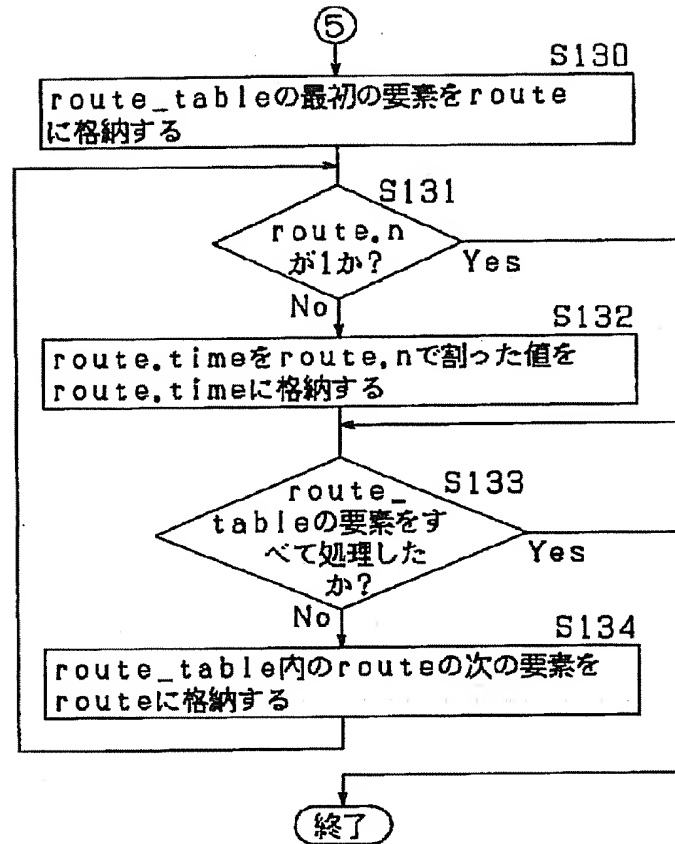 ⑤
S130
route_tableの最初の要素をroute
に格納する
S131
route.n
が1か?
Yes
No
S132
route.timeをroute.nで割った値を
route.timeに格納する
S133
route_
tableの要素をす
べて処理した
か?
Yes
No
S134
route_table内のrouteの次の要素を
routeに格納する
終了